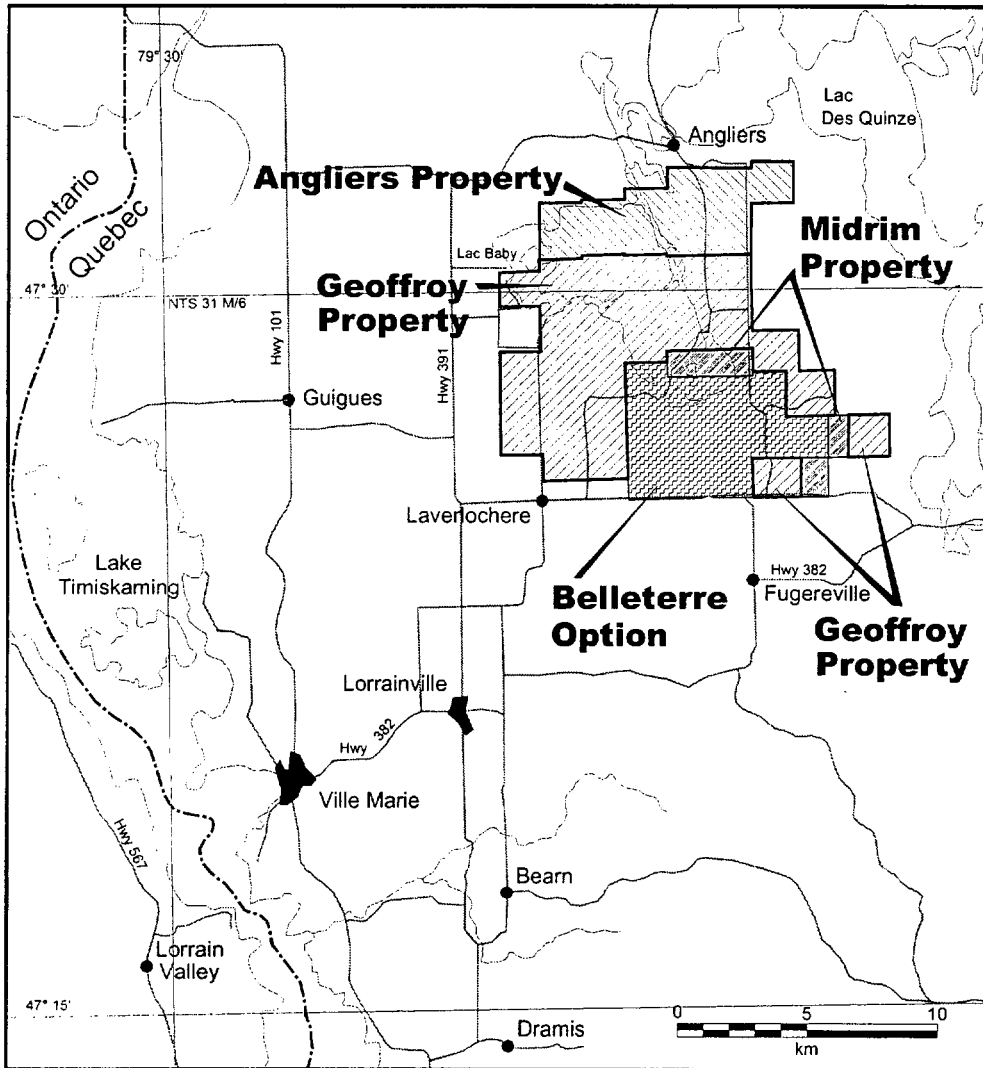 79° 30'
Lac
Des Quinze
Angliers
Angliers Property
Ontario
Quebec
Midrim
Property
Lac Baby
Geoffroy
Property
47° 30'
NTS 31 M/6
Hwy 101
Hwy 391
Guigues
Laverlochere
Lake
Timiskaming
Hwy 382
Fugereville
Belleterre
Option
Geoffroy
Property
Lorrainville
Hwy 382
Ville Marie
Hwy 567
Bearn
Lorrain
Valley
47° 15'
Dramis
0 5 10
km